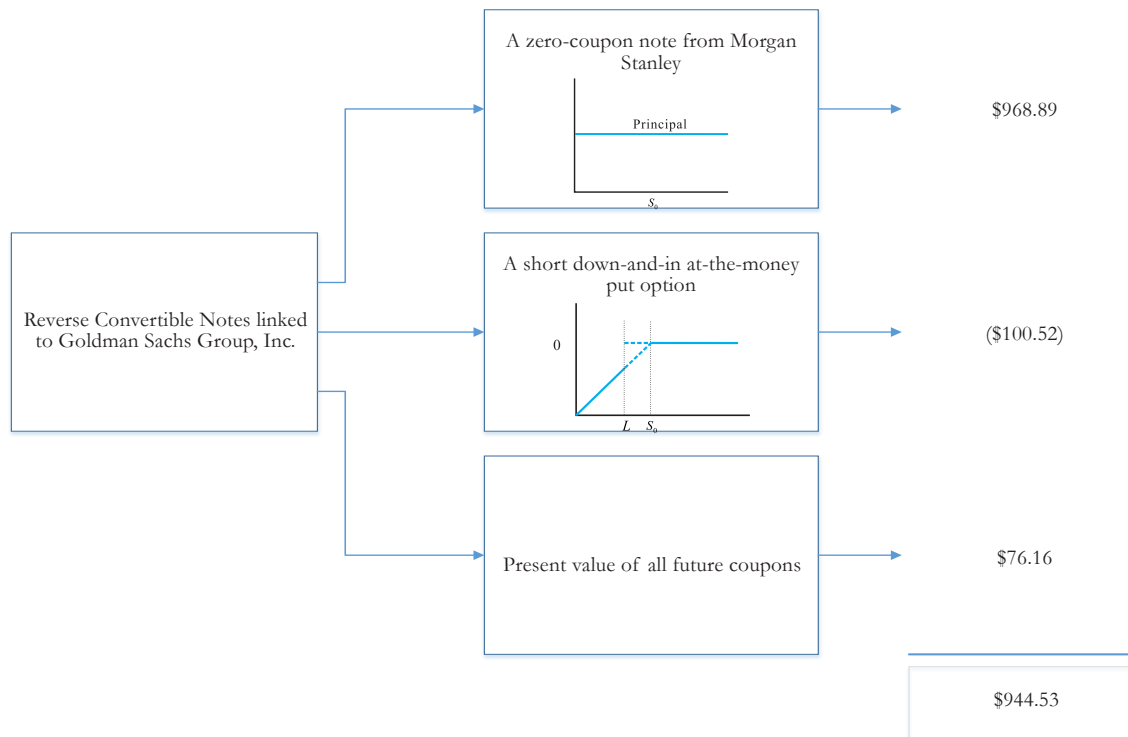 A zero-coupon note from Morgan
Stanley
Principal
S₀
$968.89
Reverse Convertible Notes linked
to Goldman Sachs Group, Inc.
A short down-and-in at-the-money
put option
0
L S₀
($100.52)
Present value of all future coupons
$76.16
$944.53